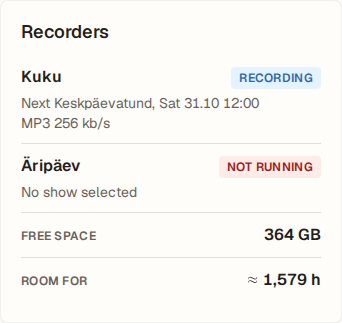 Recorders
Kuku RECORDING
Next Keskpäevatund, Sat 31.10 12:00
MP3 256 kb/s
Äripäev NOT RUNNING
No show selected
FREE SPACE 364 GB
ROOM FOR ≈ 1,579 h